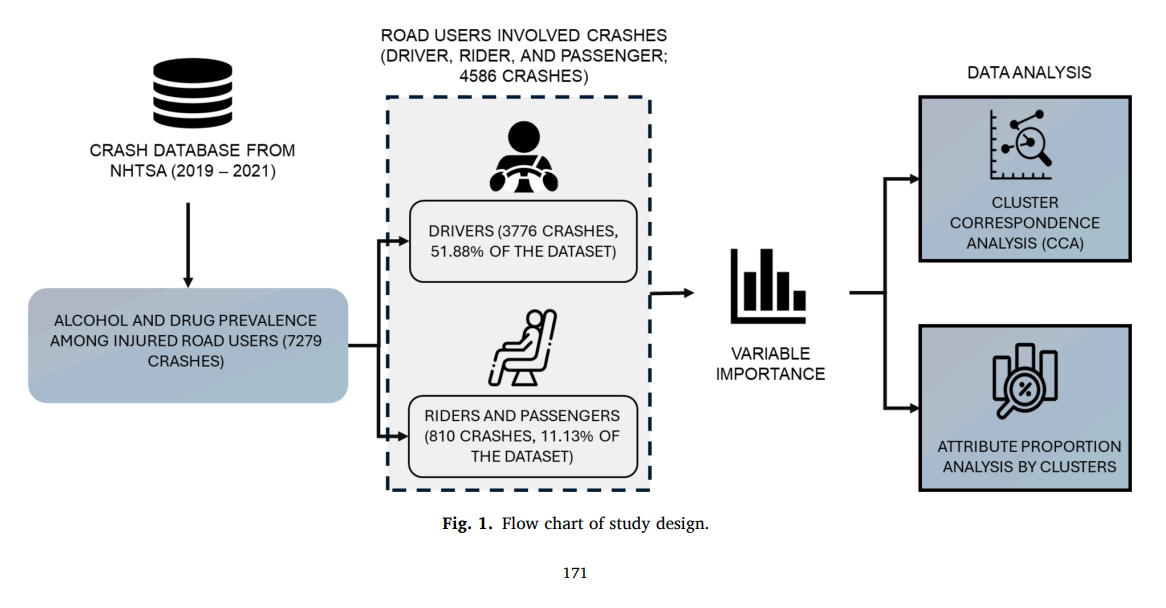 CRASH DATABASE FROM
NHTSA (2019 – 2021)
ALCOHOL AND DRUG PREVALENCE
AMONG INJURED ROAD USERS (7279
CRASHES)
ROAD USERS INVOLVED CRASHES
(DRIVER, RIDER, AND PASSENGER;
4586 CRASHES)
DRIVERS (3776 CRASHES,
51.88% OF THE DATASET)
RIDERS AND PASSENGERS
(810 CRASHES, 11.13% OF
THE DATASET)
VARIABLE
IMPORTANCE
DATA ANALYSIS
CLUSTER
CORRESPONDENCE
ANALYSIS (CCA)
%
ATTRIBUTE PROPORTION
ANALYSIS BY CLUSTERS
Fig. 1. Flow chart of study design.
171